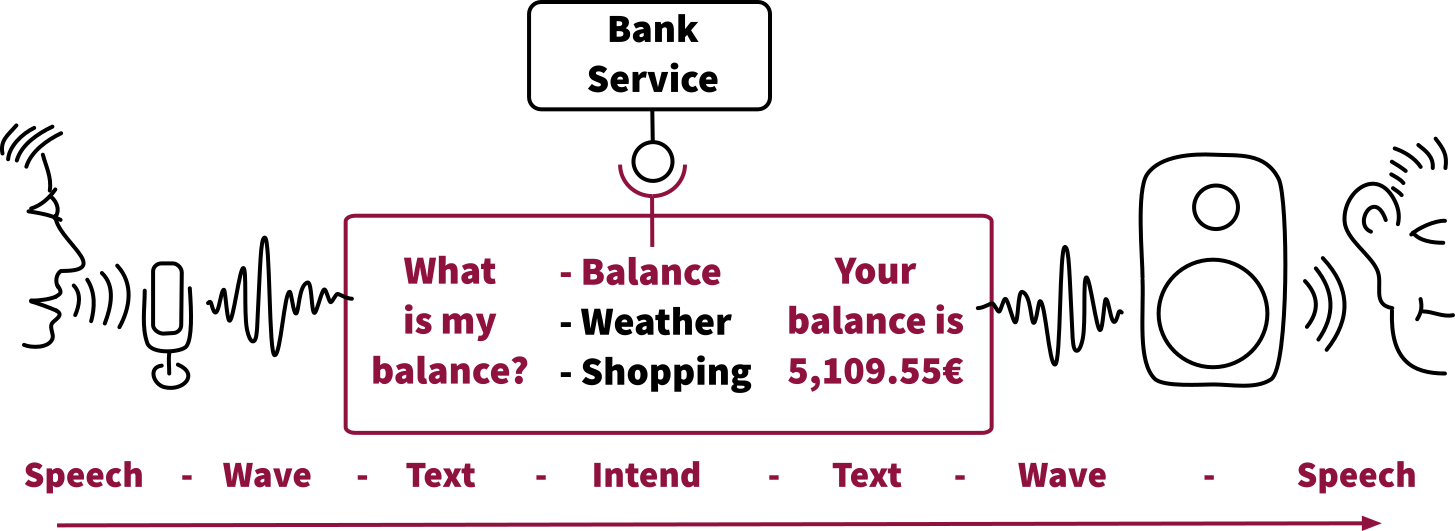 Bank
Service
What
is my
balance?
- Balance
- Weather
- Shopping
Your
balance is
5,109.55€
Speech - Wave - Text - Intend - Text - Wave - Speech